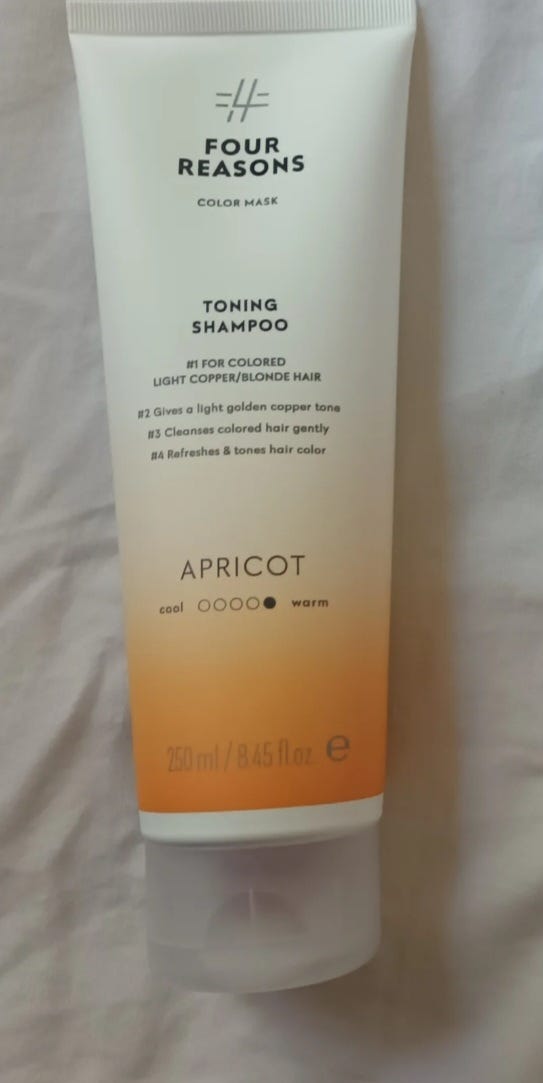 =4=
FOUR
REASONS
COLOR MASK
TONING
SHAMPOO
#1 FOR COLORED
LIGHT COPPER/BLONDE HAIR
#2 Gives a light golden copper tone
#3 Cleanses colored hair gently
#4 Refreshes & tones hair color
APRICOT
cool ○○○○● warm
250 ml / 8.45 fl.oz. e